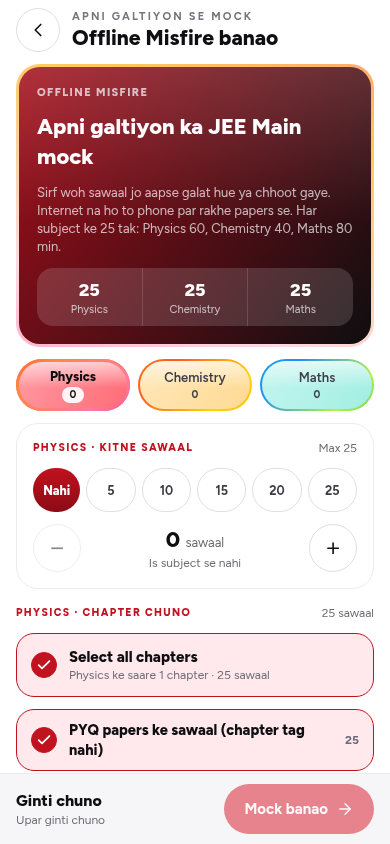 APNI GALTIYON SE MOCK
Offline Misfire banao
OFFLINE MISFIRE
Apni galtiyon ka JEE Main
mock
Sirf woh sawaal jo aapse galat hue ya chhoot gaye.
Internet na ho to phone par rakhe papers se. Har
subject ke 25 tak: Physics 60, Chemistry 40, Maths 80
min.
25 25 25
Physics Chemistry Maths
Physics Chemistry Maths
0 0 0
PHYSICS · KITNE SAWAAL Max 25
Nahi 5 10 15 20 25
− 0 sawaal +
Is subject se nahi
PHYSICS · CHAPTER CHUNO 25 sawaal
Select all chapters
Physics ke saare 1 chapter · 25 sawaal
PYQ papers ke sawaal (chapter tag 25
nahi)
Ginti chuno
Upar ginti chuno
Mock banao →